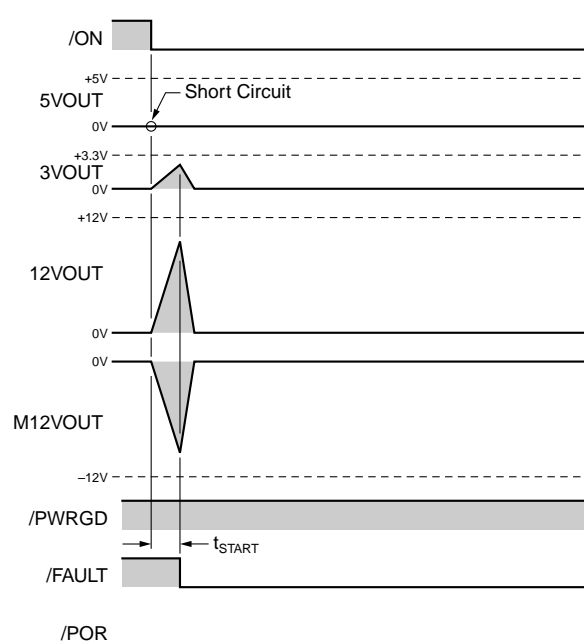 /ON
+5V
5VOUT
Short Circuit
0V
+3.3V
3VOUT
0V
+12V
12VOUT
0V
0V
M12VOUT
–12V
/PWRGD
tSTART
/FAULT
/POR